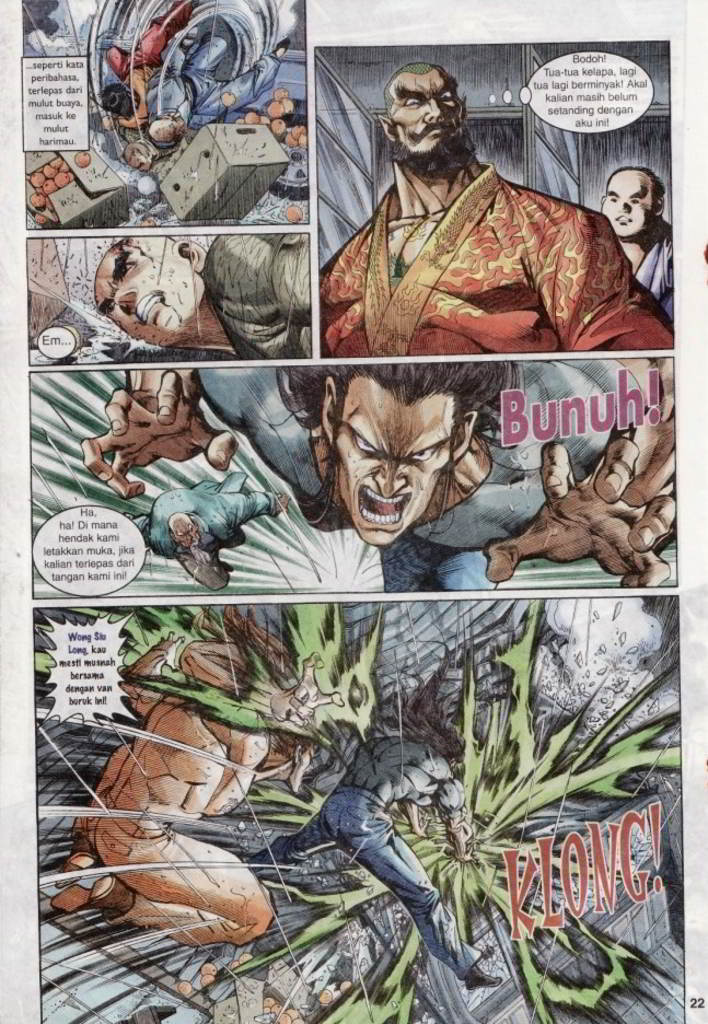 ...seperti kata
peribahasa,
terlepas dari
mulut buaya,
masuk ke
mulut
harimau.
Bodoh!
Tua-tua kelapa, lagi
tua lagi berminyak! Akal
kalian masih belum
setanding dengan
aku ini!
Em...
Bunuh!
Ha,
ha! Di mana
hendak kami
letakkan muka, jika
kalian terlepas dari
tangan kami ini!
Wong Siu
Long, kau
mesti musnah
bersama
dengan van
buruk ini!
KLONG!
22